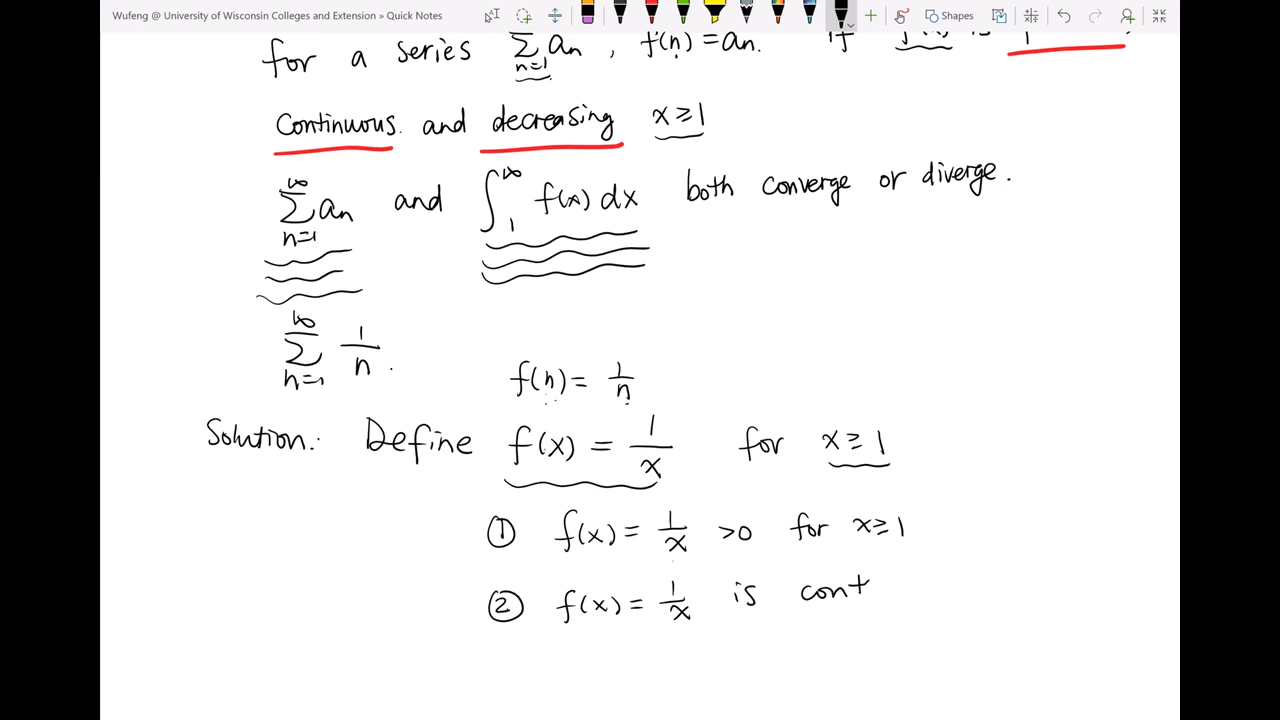 Wufeng @ University of Wisconsin Colleges and Extension » Quick Notes
Shapes
for a series ∑ n=1 an, f(n) = an. If is
Continuous and decreasing x ≥ 1
∞∑n=1 an and ∫₁^∞ f(x) dx both converge or diverge.
∞∑n=1 1/n.
f(n) = 1/n
Solution: Define f(x) = 1/x for x ≥ 1
① f(x) = 1/x >0 for x ≥ 1
② f(x) = 1/x is cont